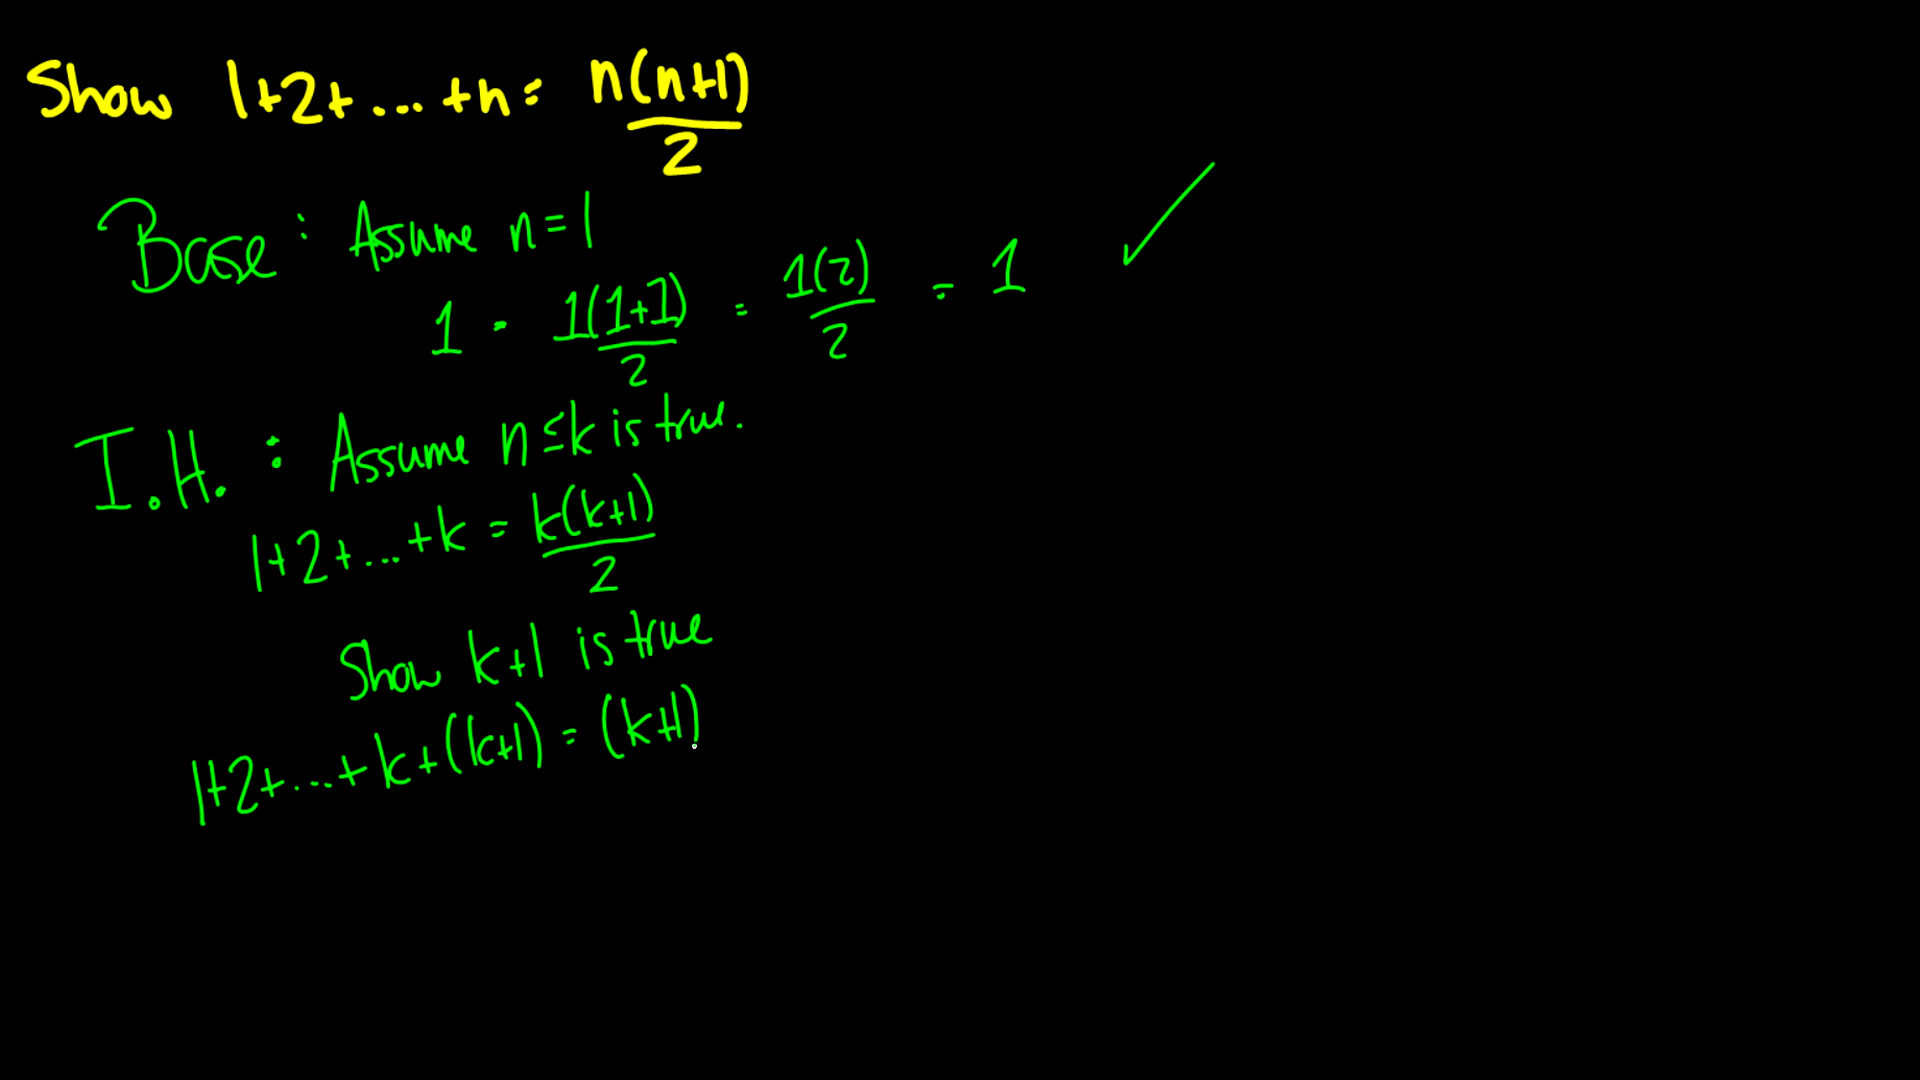 Show 1+2+...+n = n(n+1)/2
Base: Assume n=1
1 = 1(1+1)/2 = 1(2)/2 = 1 ✓
I.H.: Assume n≤k is true.
1+2+...+k = k(k+1)/2
Show k+1 is true
1+2+...+k+(k+1) = (k+1)